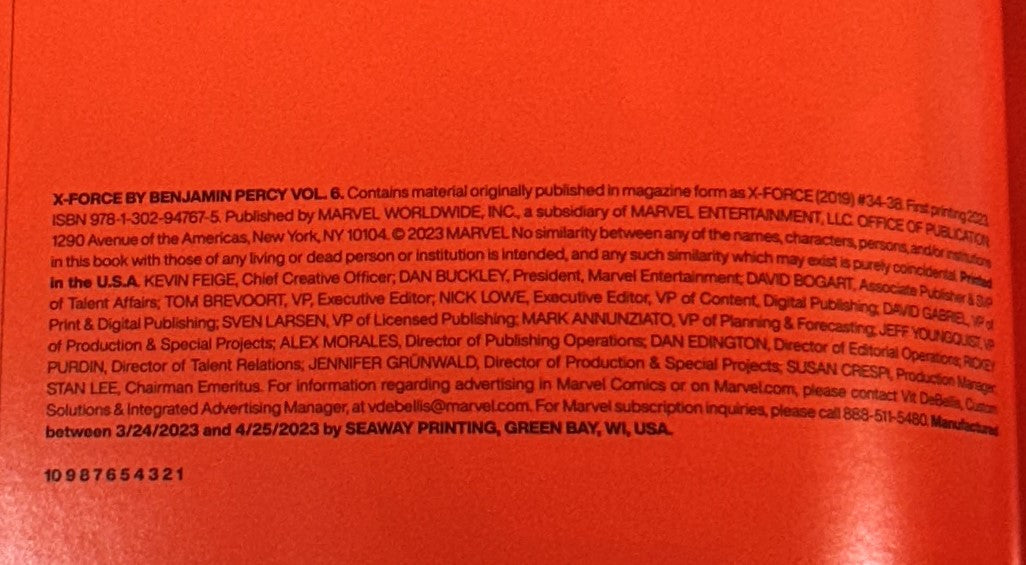 X-FORCE BY BENJAMIN PERCY VOL. 6. Contains material originally published in magazine form as X-FORCE (2019) #34-38. First printing 2023.
ISBN 978-1-302-94767-5. Published by MARVEL WORLDWIDE, INC., a subsidiary of MARVEL ENTERTAINMENT, LLC. OFFICE OF PUBLICATION:
1290 Avenue of the Americas, New York, NY 10104. © 2023 MARVEL No similarity between any of the names, characters, persons, and/or institutions
in this book with those of any living or dead person or institution is intended, and any such similarity which may exist is purely coincidental. Printed
in the U.S.A. KEVIN FEIGE, Chief Creative Officer; DAN BUCKLEY, President, Marvel Entertainment; DAVID BOGART, Associate Publisher & SVP
of Talent Affairs; TOM BREVOORT, VP, Executive Editor; NICK LOWE, Executive Editor, VP of Content, Digital Publishing; DAVID GABRIEL, VP of
Print & Digital Publishing; SVEN LARSEN, VP of Licensed Publishing; MARK ANNUNZIATO, VP of Planning & Forecasting; JEFF YOUNGQUIST, VP
of Production & Special Projects; ALEX MORALES, Director of Publishing Operations; DAN EDINGTON, Director of Editorial Operations; RICKEY
PURDIN, Director of Talent Relations; JENNIFER GRÜNWALD, Director of Production & Special Projects; SUSAN CRESPI, Production Manager;
STAN LEE, Chairman Emeritus. For information regarding advertising in Marvel Comics or on Marvel.com, please contact Vit DeBellis, Custom
Solutions & Integrated Advertising Manager, at vdebellis@marvel.com. For Marvel subscription inquiries, please call 888-511-5480. Manufactured
between 3/24/2023 and 4/25/2023 by SEAWAY PRINTING, GREEN BAY, WI, USA.
10 9 8 7 6 5 4 3 2 1